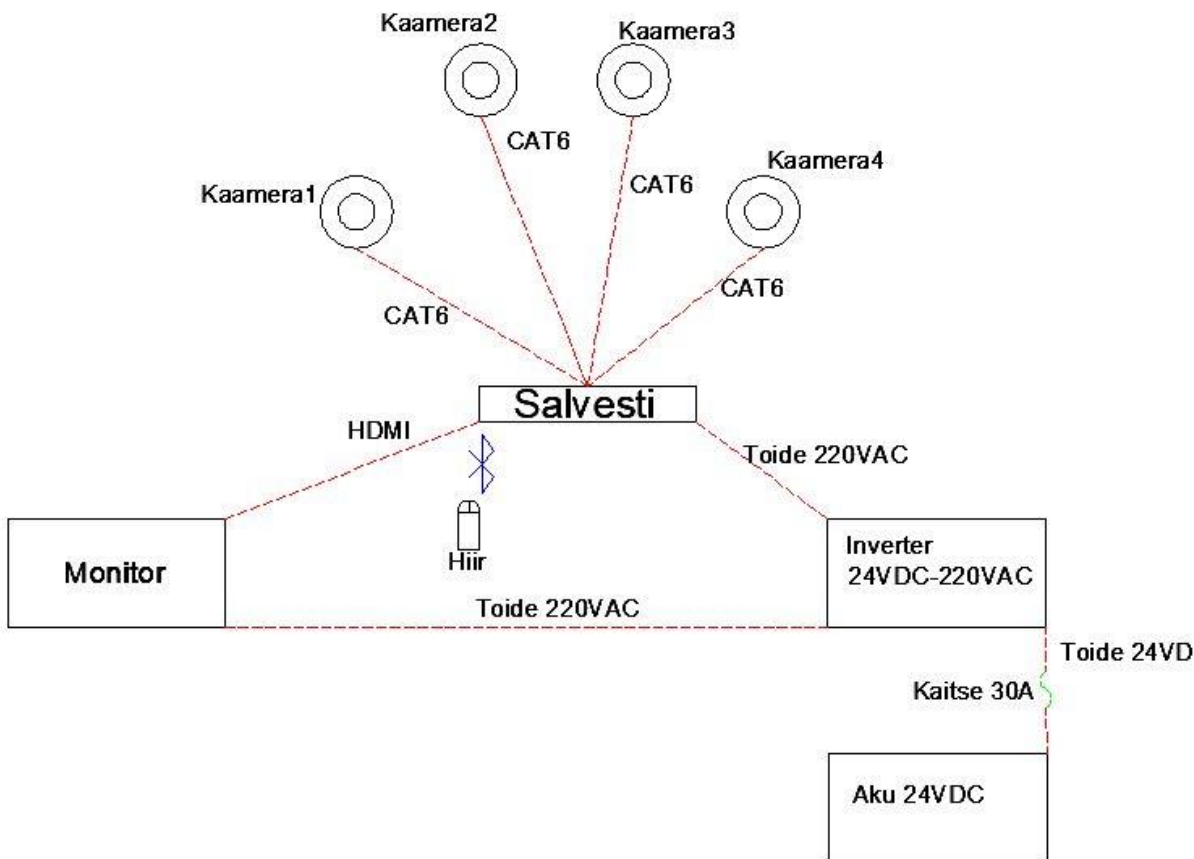 Kaamera2
Kaamera3
CAT6
Kaamera4
CAT6
Kaamera1
CAT6
CAT6
Salvesti
HDMI
Toide 220VAC
Monitor
Hiir
Inverter
24VDC-220VAC
Toide 220VAC
Toide 24VD
Kaitse 30A
Aku 24VDC